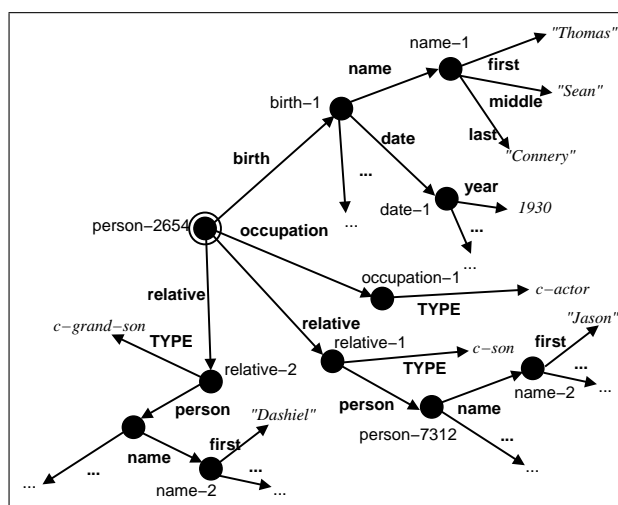 "Thomas"
name−1
first
name
"Sean"
middle
birth−1
last
date
"Connery"
birth
...
year
1930
date−1
...
...
...
person−2654
occupation
occupation−1
c−actor
TYPE
relative
relative
"Jason"
c−grand−son
relative−1
first
TYPE
c−son
...
relative−2
TYPE
name−2
...
person
person
name
"Dashiel"
person−7312
first
...
...
name
...
...
...
name−2
...